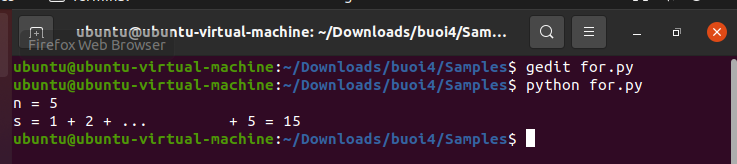 ubuntu@ubuntu-virtual-machine: ~/Downloads/buoi4/Sam...
Firefox Web Browser
ubuntu@ubuntu-virtual-machine:~/Downloads/buoi4/Samples$ gedit for.py
ubuntu@ubuntu-virtual-machine:~/Downloads/buoi4/Samples$ python for.py
n = 5
s = 1 + 2 + ...          + 5 = 15
ubuntu@ubuntu-virtual-machine:~/Downloads/buoi4/Samples$